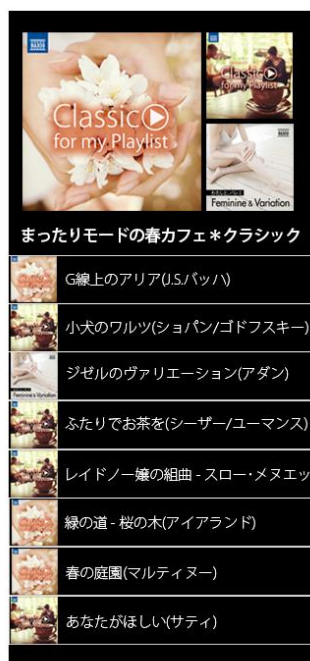 NAXOS
Classic
for my Playlist
Classic
for my Playlist
Feminine & Variation
まったりモードの春カフェ＊クラシック
G線上のアリア(J.S.バッハ)
小犬のワルツ(ショパン/ゴドフスキー)
ジゼルのヴァリエーション(アダン)
ふたりでお茶を(シーザー/ユーマンス)
レイドノー嬢の組曲 - スロー・メヌエッ
緑の道 - 桜の木(アイアランド)
春の庭園(マルティヌー)
あなたがほしい(サティ)